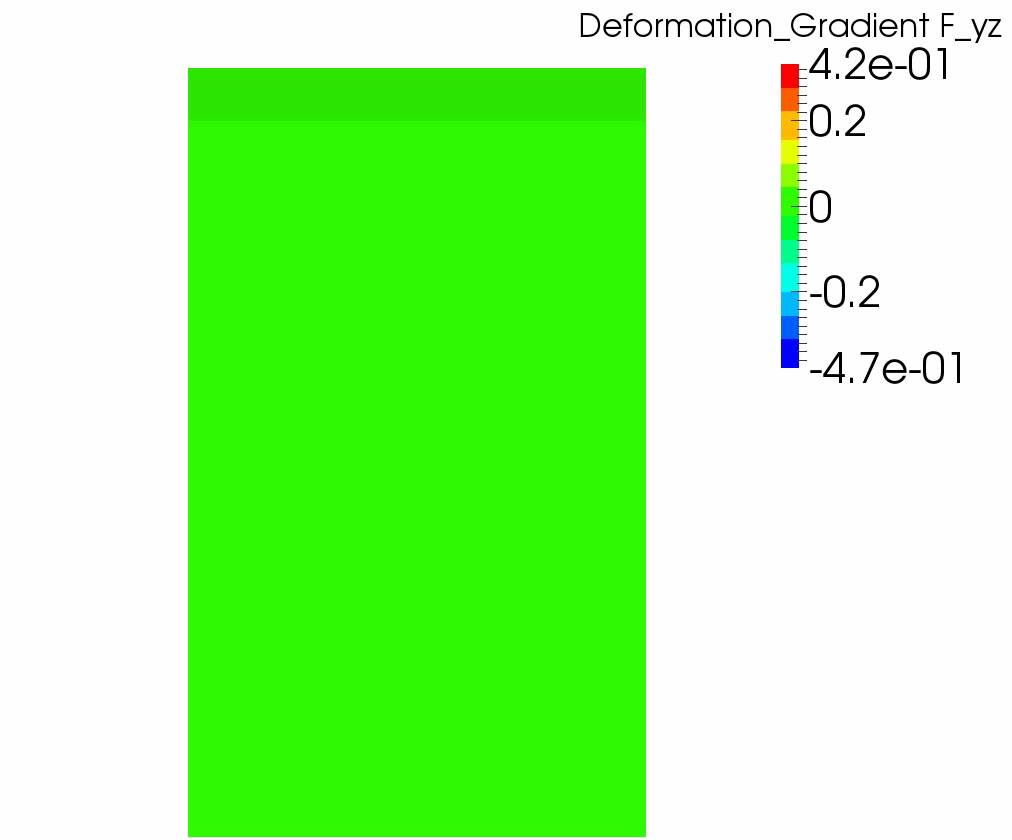 Deformation_Gradient F_yz
4.2e-01
0.2
0
-0.2
-4.7e-01